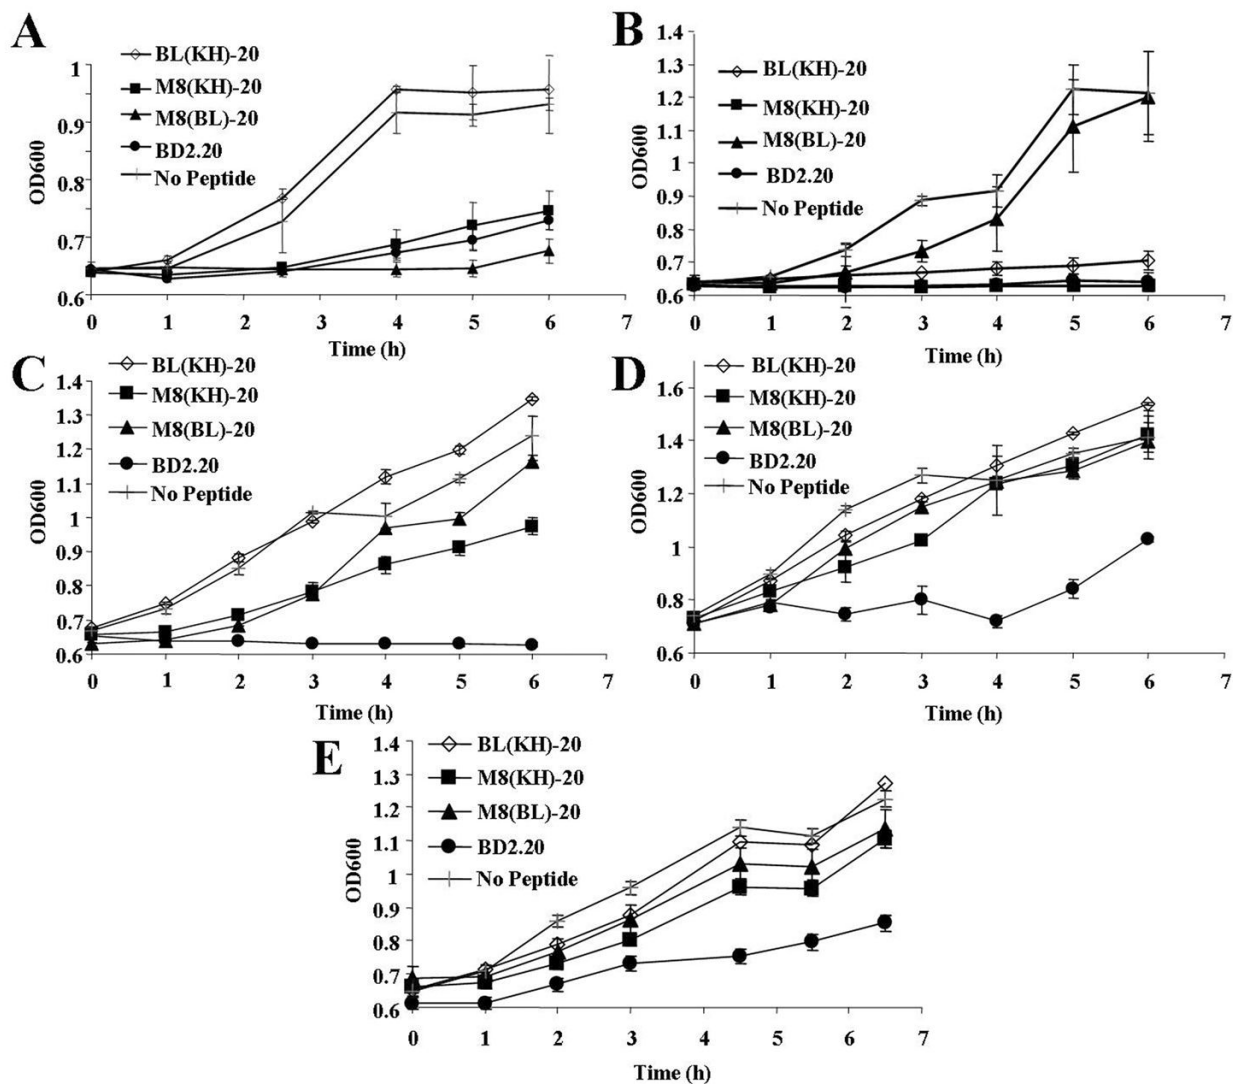 A
BL(KH)-20
M8(KH)-20
M8(BL)-20
BD2.20
No Peptide
OD600
1
0.9
0.8
0.7
0.6
0 1 2 3 4 5 6 7
Time (h)
B
BL(KH)-20
M8(KH)-20
M8(BL)-20
BD2.20
No Peptide
OD600
1.4
1.3
1.2
1.1
1
0.9
0.8
0.7
0.6
0 1 2 3 4 5 6 7
Time (h)
C
BL(KH)-20
M8(KH)-20
M8(BL)-20
BD2.20
No Peptide
OD600
1.4
1.3
1.2
1.1
1
0.9
0.8
0.7
0.6
0 1 2 3 4 5 6 7
Time (h)
D
BL(KH)-20
M8(KH)-20
M8(BL)-20
BD2.20
No Peptide
OD600
1.6
1.4
1.2
1
0.8
0.6
0 1 2 3 4 5 6 7
Time (h)
E
BL(KH)-20
M8(KH)-20
M8(BL)-20
BD2.20
No Peptide
OD600
1.4
1.3
1.2
1.1
1
0.9
0.8
0.7
0.6
0 1 2 3 4 5 6 7
Time (h)